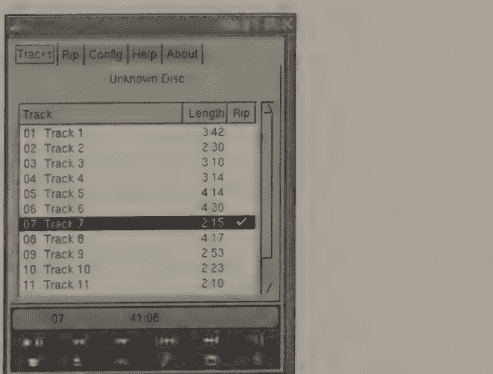 Tracks Rip Config Help About
Unknown Disc
Track Length Rip
01 Track 1 3:42
02 Track 2 2:30
03 Track 3 3:10
04 Track 4 3:14
05 Track 5 4:14
06 Track 6 4:30
07 Track 7 2:15 ✓
08 Track 8 4:17
09 Track 9 2:53
10 Track 10 2:23
11 Track 11 2:10
07 41:06